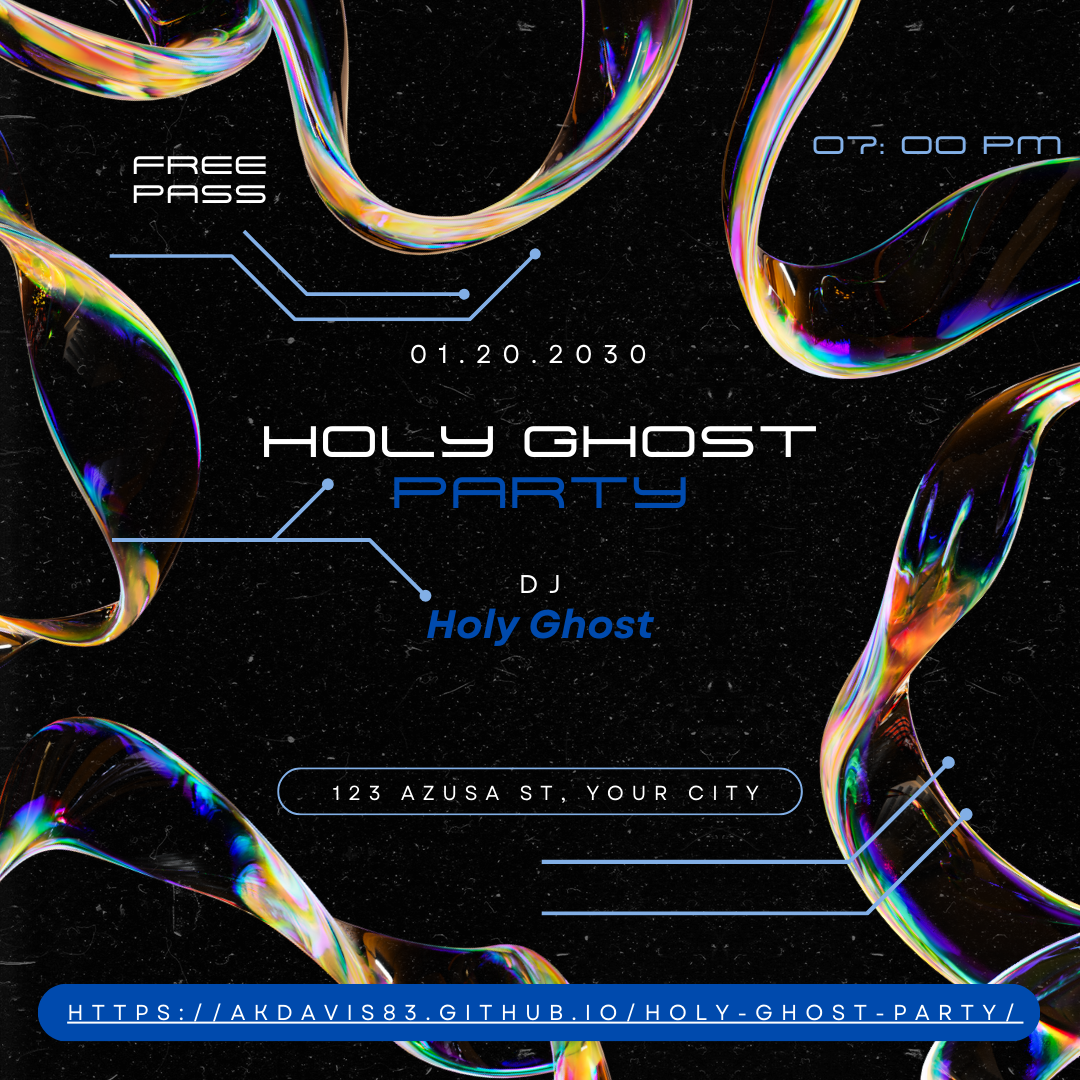 FREE
PASS
07: 00 PM
01.20.2030
HOLY GHOST
PARTY
DJ
Holy Ghost
123 AZUSA ST, YOUR CITY
HTTPS://AKDAVIS83.GITHUB.IO/HOLY-GHOST-PARTY/